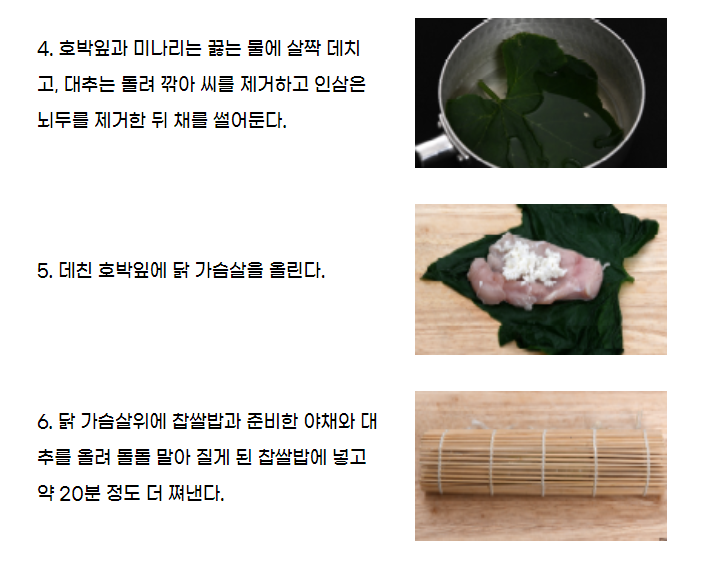 4. 호박잎과 미나리는 끓는 물에 살짝 데치
고, 대추는 돌려 깎아 씨를 제거하고 인삼은
뇌두를 제거한 뒤 채를 썰어둔다.
5. 데친 호박잎에 닭 가슴살을 올린다.
6. 닭 가슴살위에 찹쌀밥과 준비한 야채와 대
추를 올려 돌돌 말아 질게 된 찹쌀밥에 넣고
약 20분 정도 더 쪄낸다.